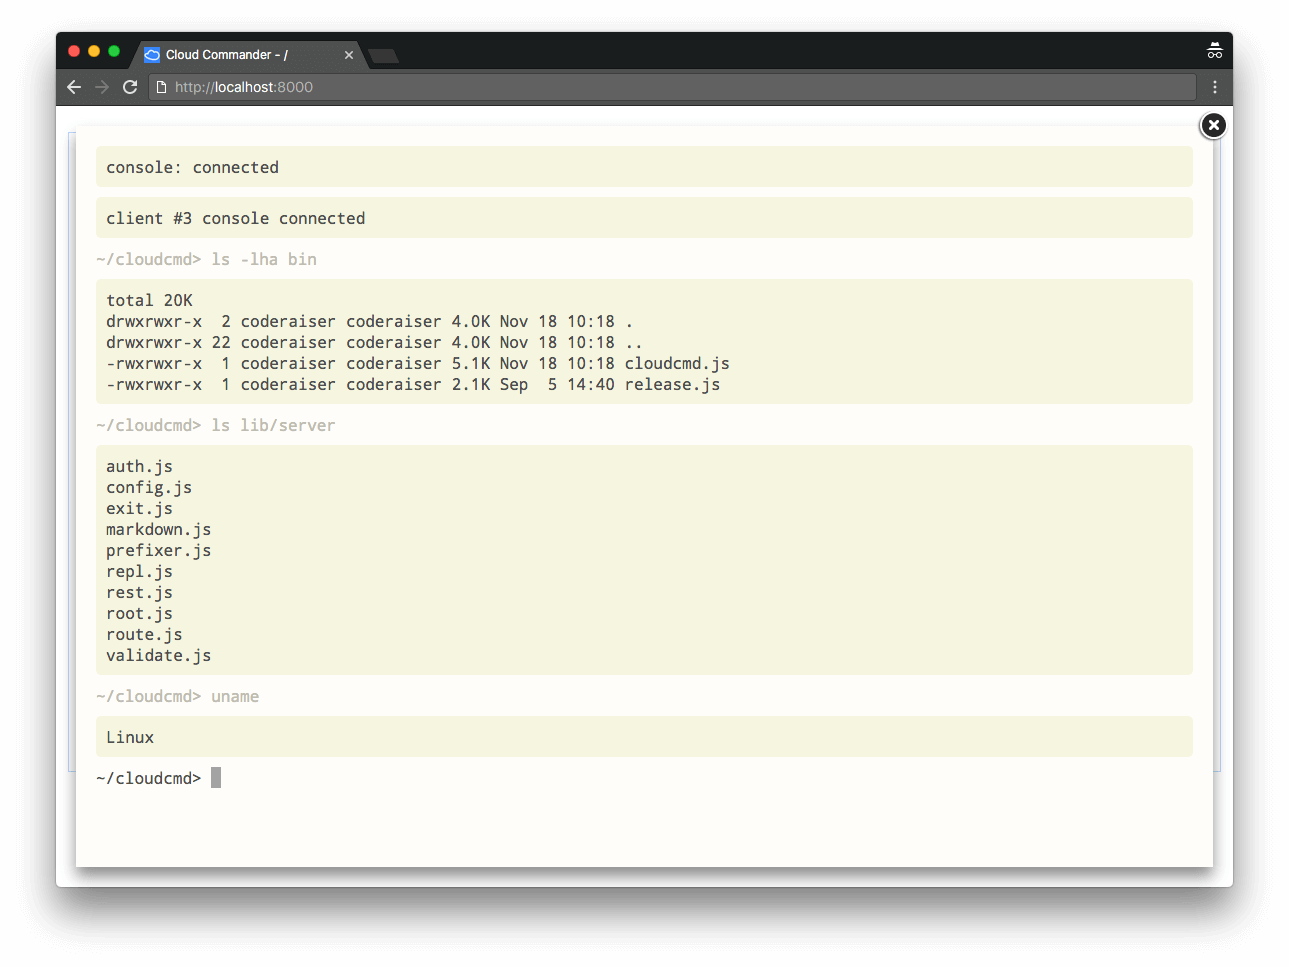 Cloud Commander - /
http://localhost:8000
console: connected
client #3 console connected
~/cloudcmd> ls -lha bin
total 20K
drwxrwxr-x  2 coderaiser coderaiser 4.0K Nov 18 10:18 .
drwxrwxr-x 22 coderaiser coderaiser 4.0K Nov 18 10:18 ..
-rwxrwxr-x  1 coderaiser coderaiser 5.1K Nov 18 10:18 cloudcmd.js
-rwxrwxr-x  1 coderaiser coderaiser 2.1K Sep  5 14:40 release.js
~/cloudcmd> ls lib/server
auth.js
config.js
exit.js
markdown.js
prefixer.js
repl.js
rest.js
root.js
route.js
validate.js
~/cloudcmd> uname
Linux
~/cloudcmd>